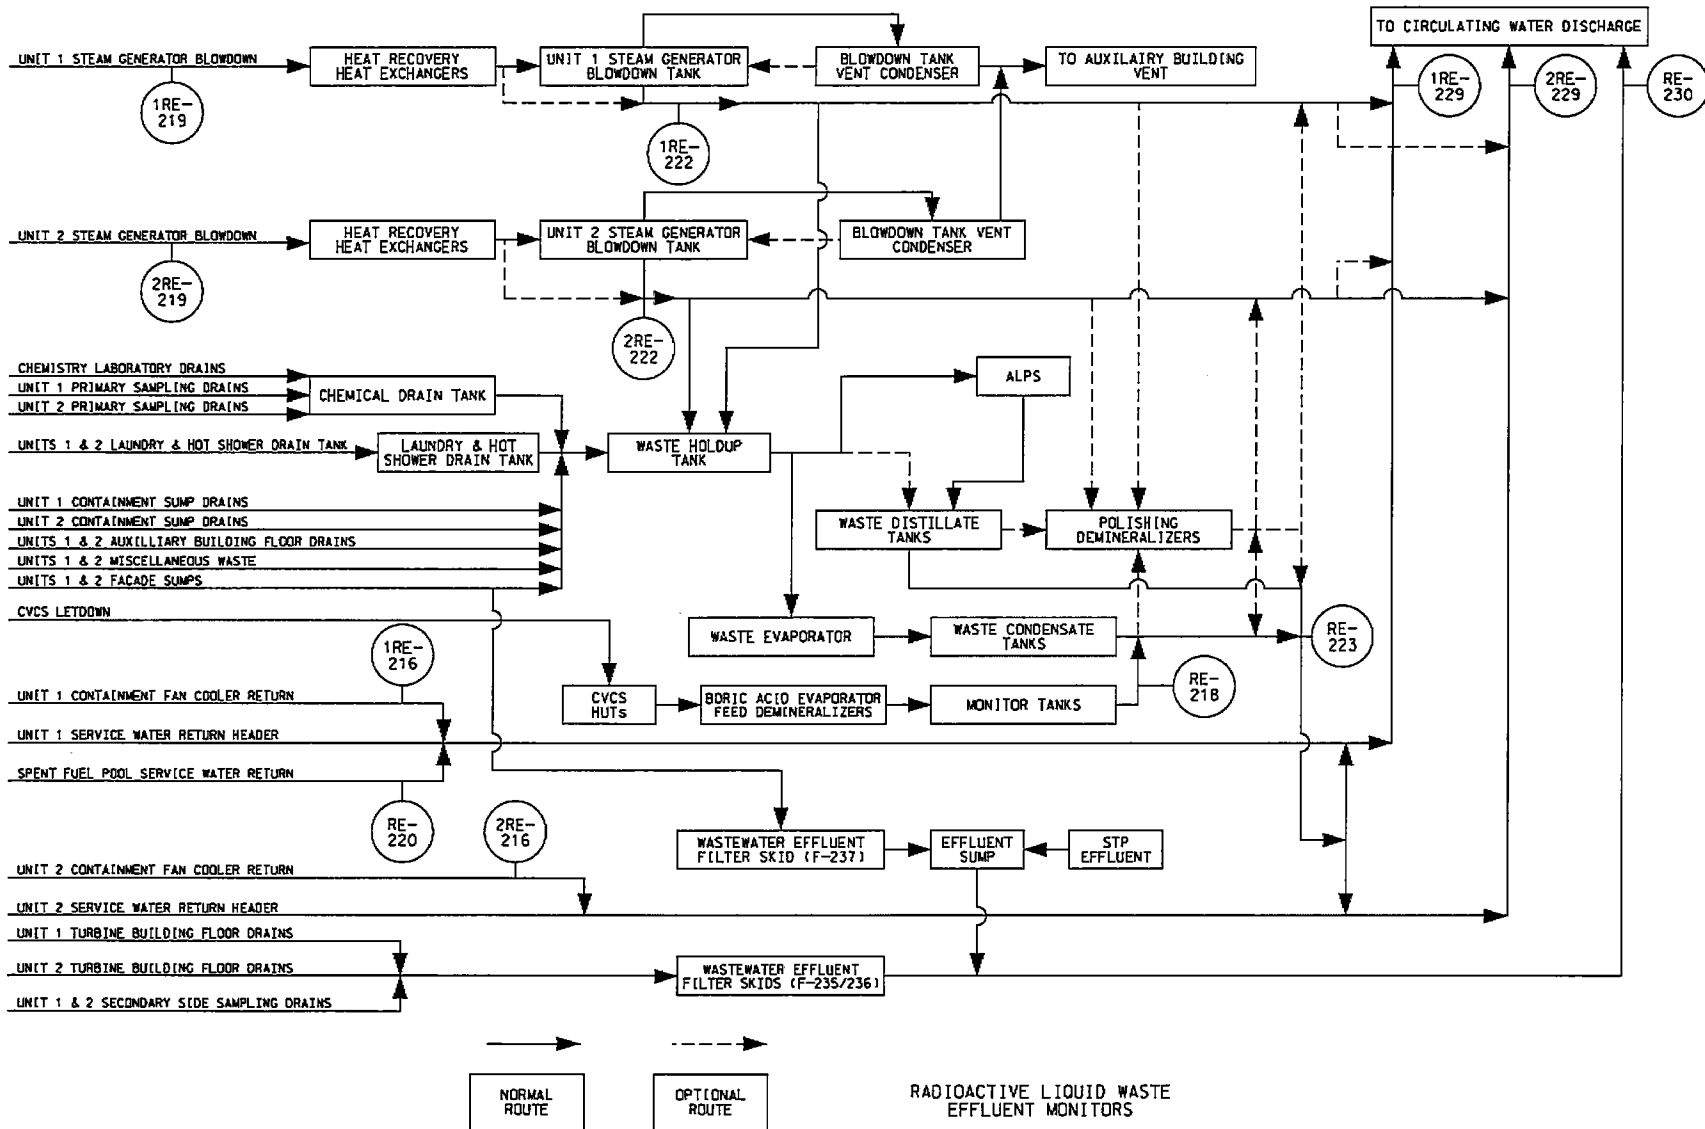 TO CIRCULATING WATER DISCHARGE
UNIT 1 STEAM GENERATOR BLOWDOWN
HEAT RECOVERY
HEAT EXCHANGERS
UNIT 1 STEAM GENERATOR
BLOWDOWN TANK
BLOWDOWN TANK
VENT CONDENSER
TO AUXILAIRY BUILDING
VENT
1RE-
219
1RE-
222
1RE-
229
2RE-
229
RE-
230
UNIT 2 STEAM GENERATOR BLOWDOWN
HEAT RECOVERY
HEAT EXCHANGERS
UNIT 2 STEAM GENERATOR
BLOWDOWN TANK
BLOWDOWN TANK VENT
CONDENSER
2RE-
219
2RE-
222
CHEMISTRY LABORATORY DRAINS
UNIT 1 PRIMARY SAMPLING DRAINS
UNIT 2 PRIMARY SAMPLING DRAINS
CHEMICAL DRAIN TANK
ALPS
UNITS 1 & 2 LAUNDRY & HOT SHOWER DRAIN TANK
LAUNDRY & HOT
SHOWER DRAIN TANK
WASTE HOLDUP
TANK
UNIT 1 CONTAINMENT SUMP DRAINS
UNIT 2 CONTAINMENT SUMP DRAINS
UNITS 1 & 2 AUXILLIARY BUILDING FLOOR DRAINS
UNITS 1 & 2 MISCELLANEOUS WASTE
UNITS 1 & 2 FACADE SUMPS
WASTE DISTILLATE
TANKS
POLISHING
DEMINERALIZERS
CVCS LETDOWN
WASTE EVAPORATOR
WASTE CONDENSATE
TANKS
RE-
223
1RE-
216
UNIT 1 CONTAINMENT FAN COOLER RETURN
CVCS
HUTs
BORIC ACID EVAPORATOR
FEED DEMINERALIZERS
MONITOR TANKS
RE-
218
UNIT 1 SERVICE WATER RETURN HEADER
SPENT FUEL POOL SERVICE WATER RETURN
RE-
220
2RE-
216
WASTEWATER EFFLUENT
FILTER SKID (F-237)
EFFLUENT
SUMP
STP
EFFLUENT
UNIT 2 CONTAINMENT FAN COOLER RETURN
UNIT 2 SERVICE WATER RETURN HEADER
UNIT 1 TURBINE BUILDING FLOOR DRAINS
UNIT 2 TURBINE BUILDING FLOOR DRAINS
UNIT 1 & 2 SECONDARY SIDE SAMPLING DRAINS
WASTEWATER EFFLUENT
FILTER SKIDS (F-235/236)
NORMAL
ROUTE
OPTIONAL
ROUTE
RADIOACTIVE LIQUID WASTE
EFFLUENT MONITORS